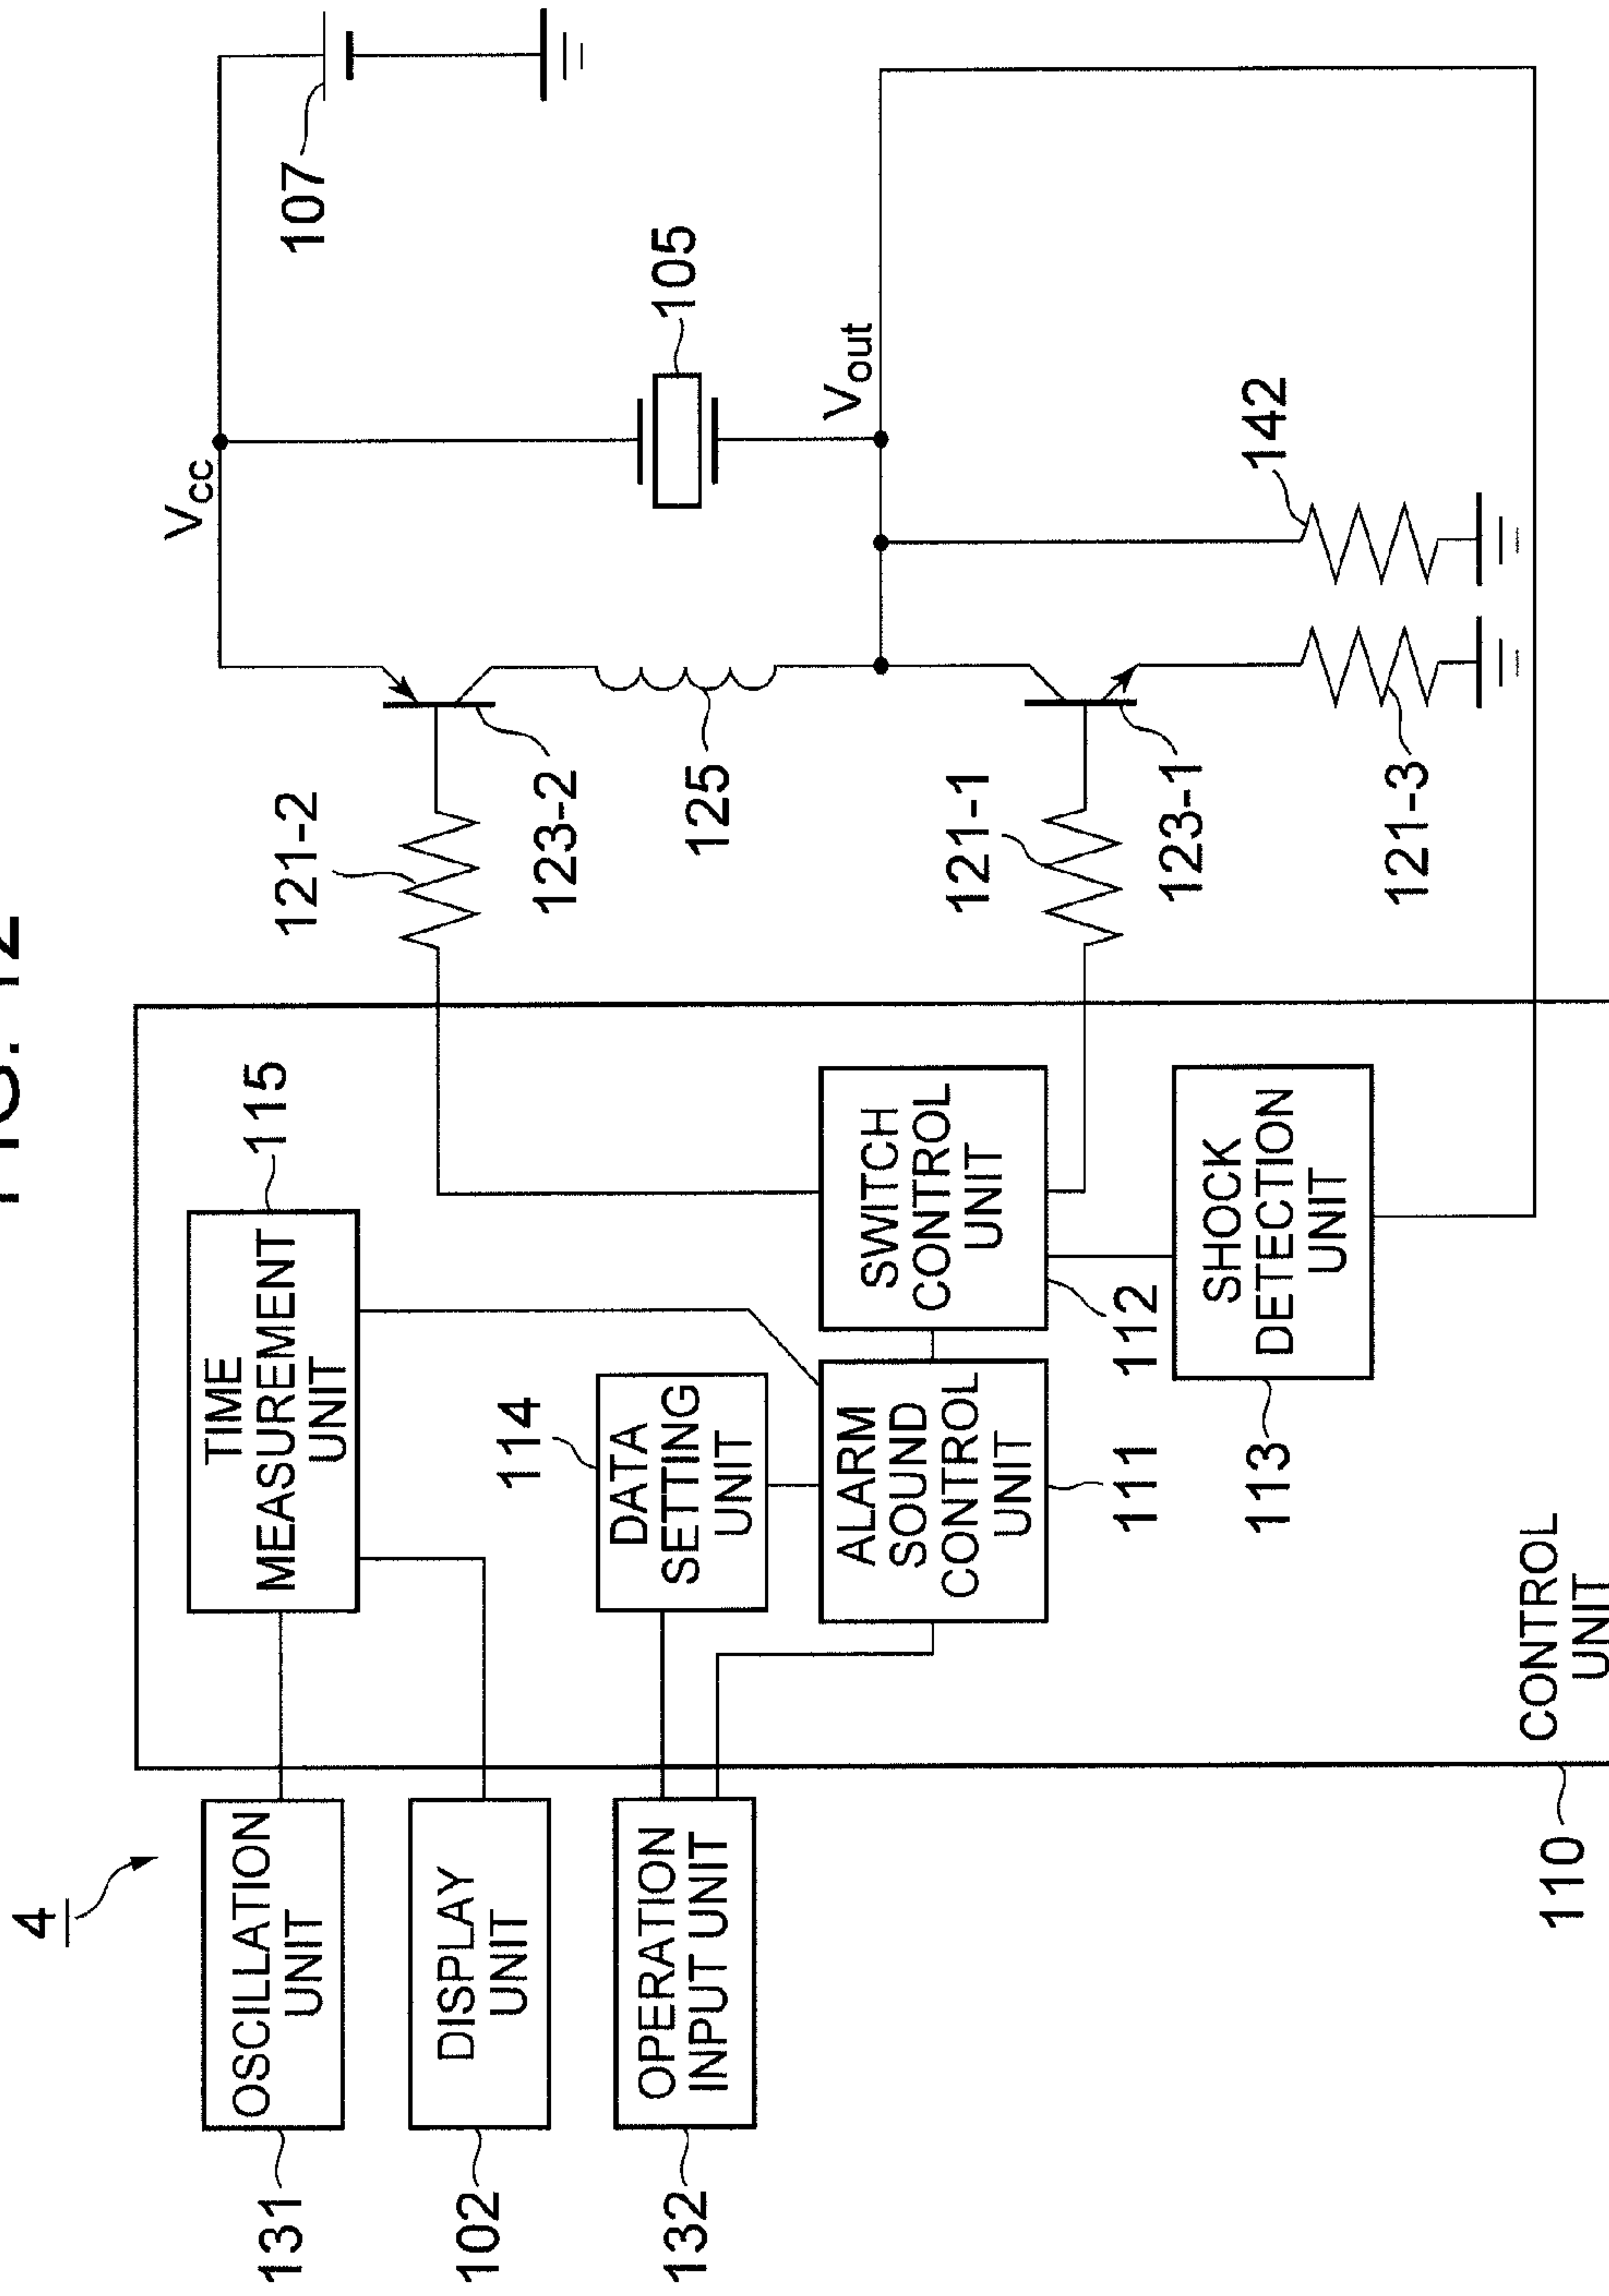 FIG. 12
4
131
OSCILLATION
UNIT
102
DISPLAY
UNIT
132
OPERATION
INPUT UNIT
TIME
MEASUREMENT
UNIT
115
114
DATA
SETTING
UNIT
ALARM
SOUND
CONTROL
UNIT
111
SWITCH
CONTROL
UNIT
112
SHOCK
DETECTION
UNIT
113
CONTROL
UNIT
110
121-2
123-2
125
121-1
123-1
121-3
142
Vcc
Vout
105
107